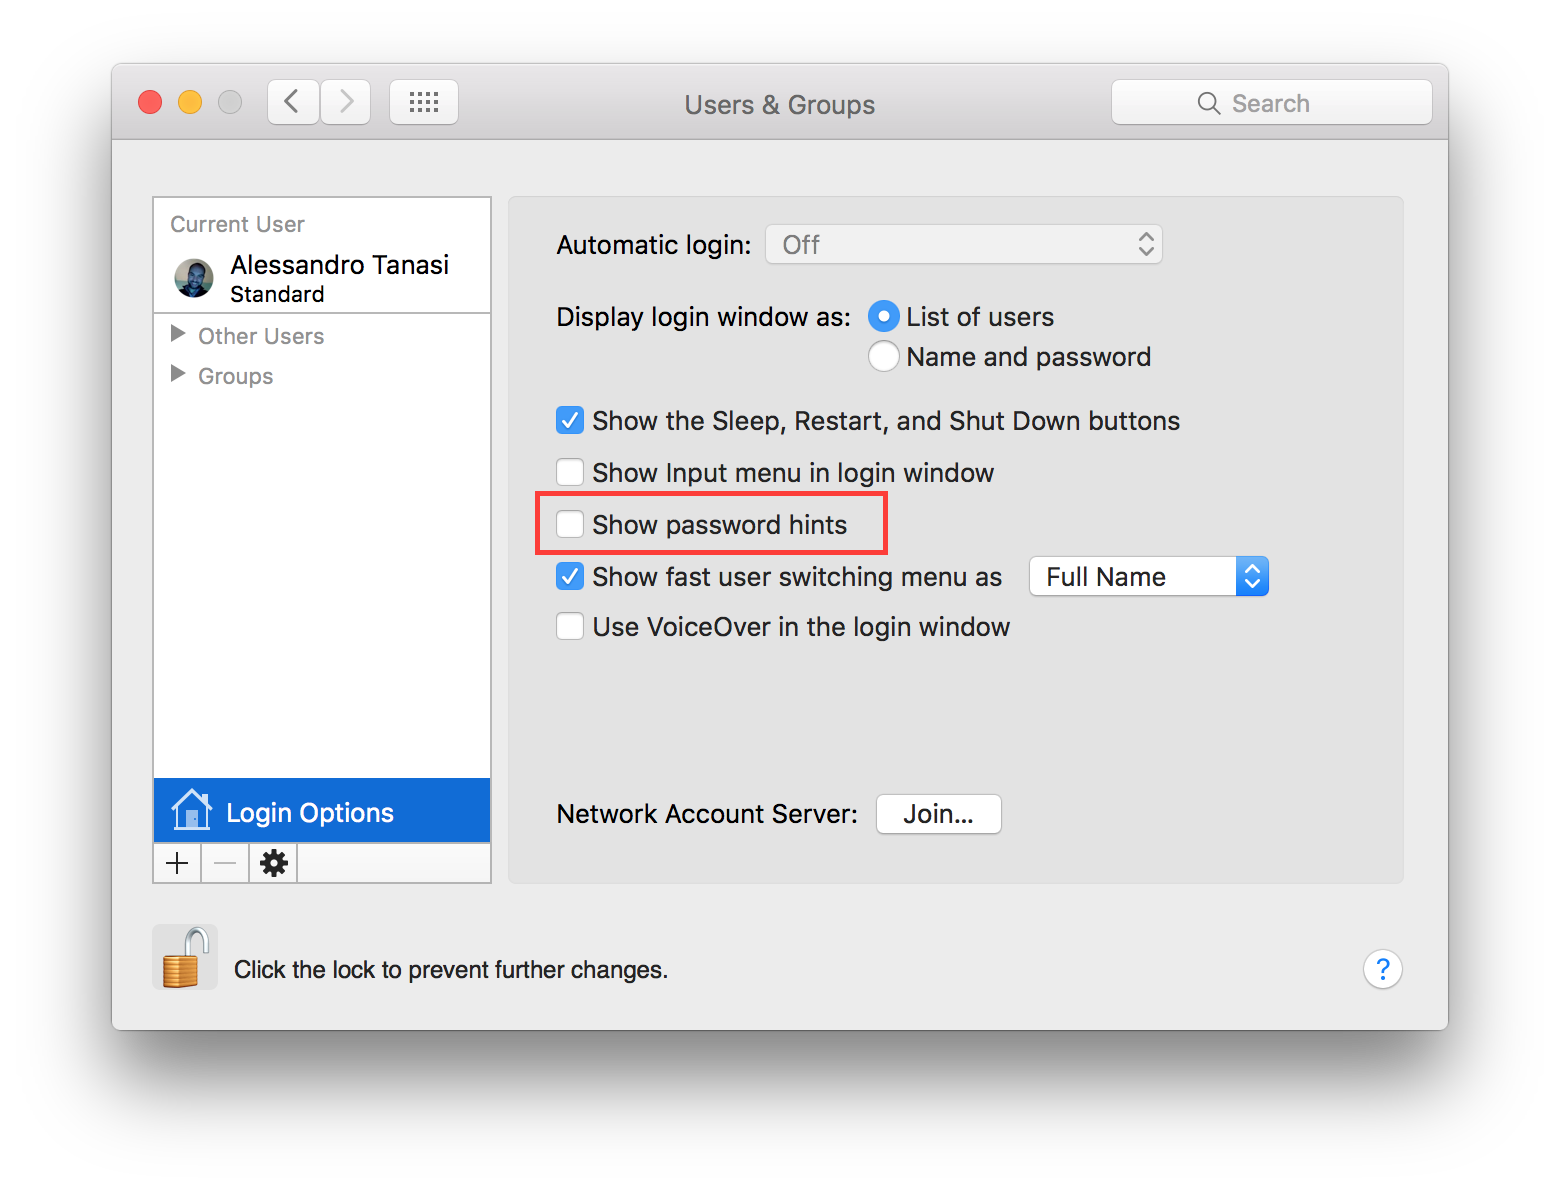 Users & Groups
Search
Current User
Alessandro Tanasi
Standard
Other Users
Groups
Login Options
Automatic login: Off
Display login window as: List of users
Name and password
Show the Sleep, Restart, and Shut Down buttons
Show Input menu in login window
Show password hints
Show fast user switching menu as Full Name
Use VoiceOver in the login window
Network Account Server: Join...
Click the lock to prevent further changes.
?